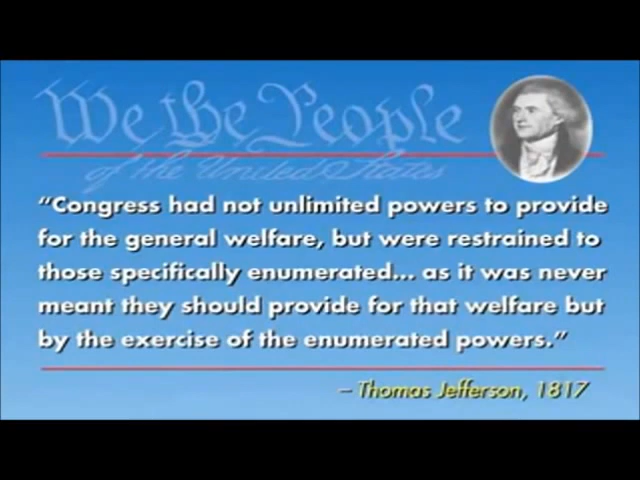 We the People
of the United States
“Congress had not unlimited powers to provide
for the general welfare, but were restrained to
those specifically enumerated... as it was never
meant they should provide for that welfare but
by the exercise of the enumerated powers.”
– Thomas Jefferson, 1817